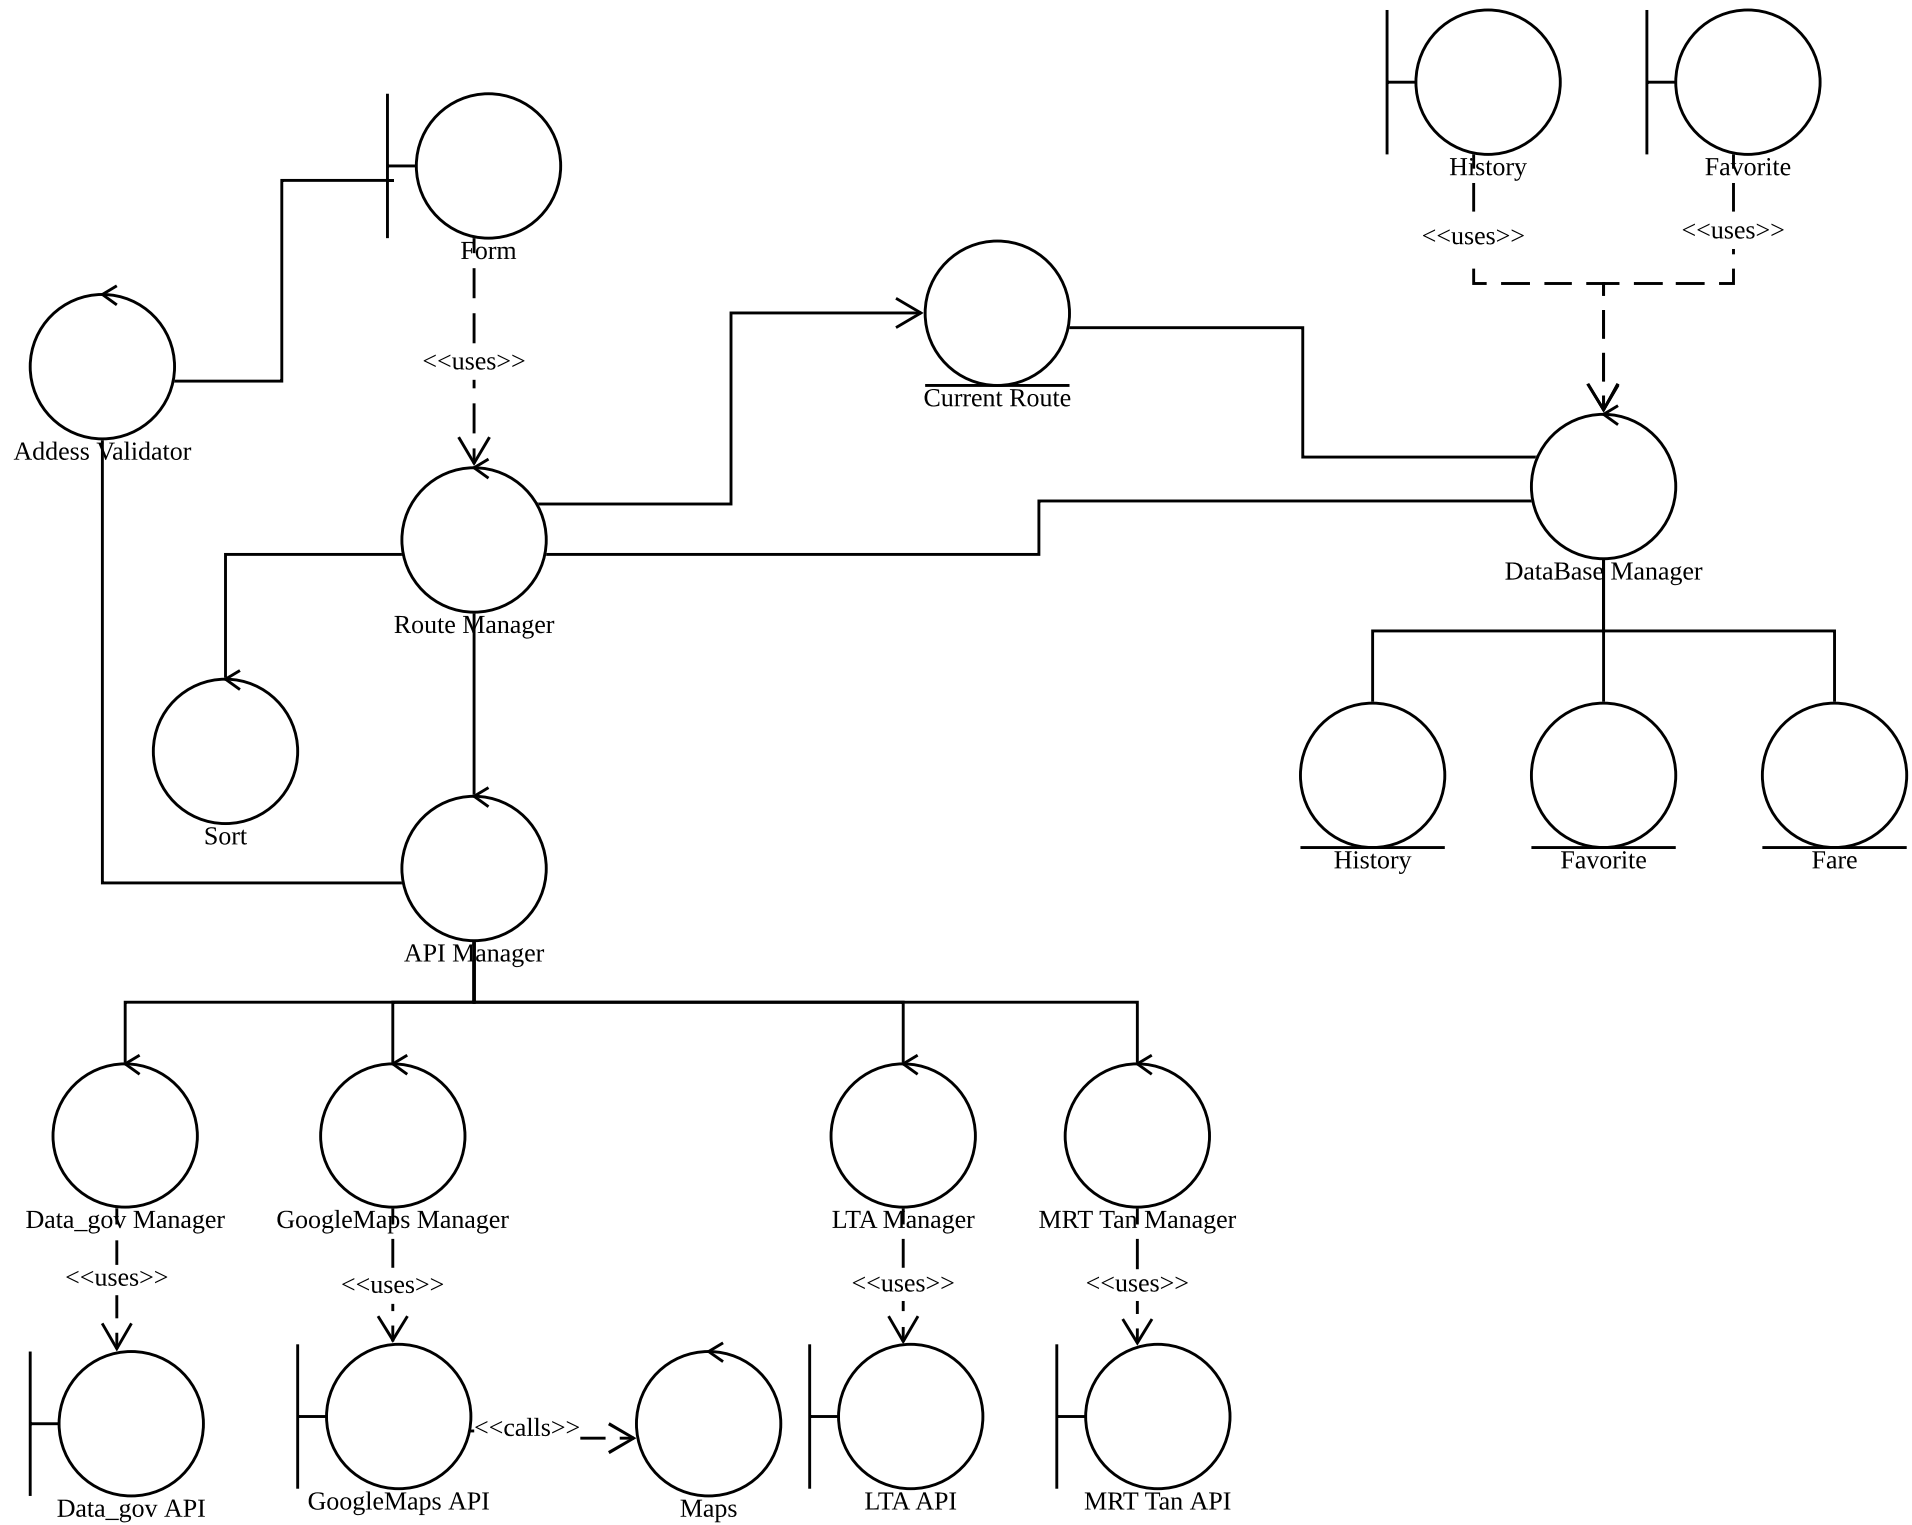 History
Favorite
<<uses>>
<<uses>>
Form
<<uses>>
Current Route
Addess Validator
Route Manager
DataBase Manager
Sort
History
Favorite
Fare
API Manager
Data_gov Manager
GoogleMaps Manager
LTA Manager
MRT Tan Manager
<<uses>>
<<uses>>
<<uses>>
<<uses>>
<<calls>>
Data_gov API
GoogleMaps API
Maps
LTA API
MRT Tan API